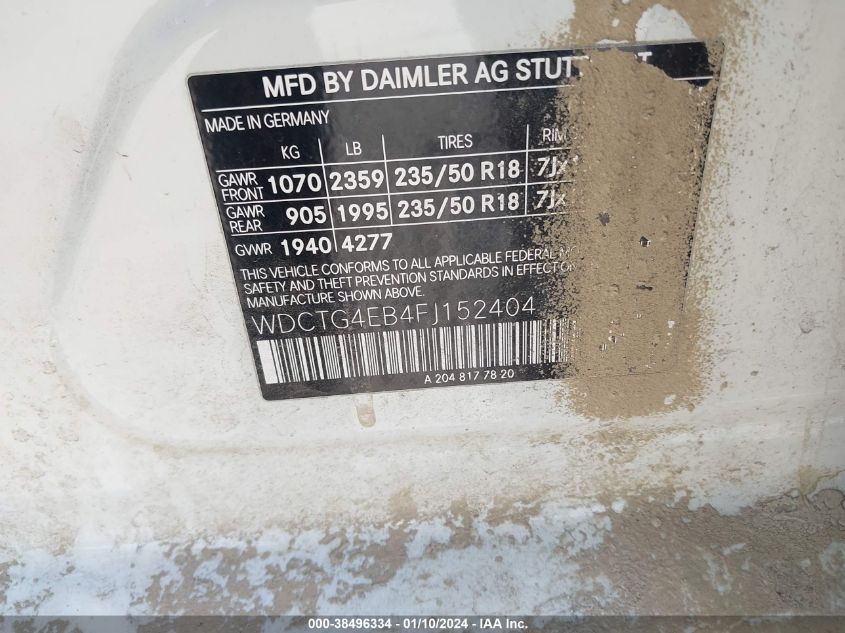 MFD BY DAIMLER AG
MADE IN GERMANY
KG LB TIRES
GAWR FRONT 1070 2359 235/50 R18
GAWR REAR 905 1995 235/50 R18
GVWR 1940 4277
THIS VEHICLE CONFORMS TO ALL APPLICABLE FEDERAL
SAFETY AND THEFT PREVENTION STANDARDS IN EFFECT ON
MANUFACTURE SHOWN ABOVE.
WDCTG4EB4FJ152404
A 204 817 78 20
000-38496334 - 01/10/2024 - IAA Inc.